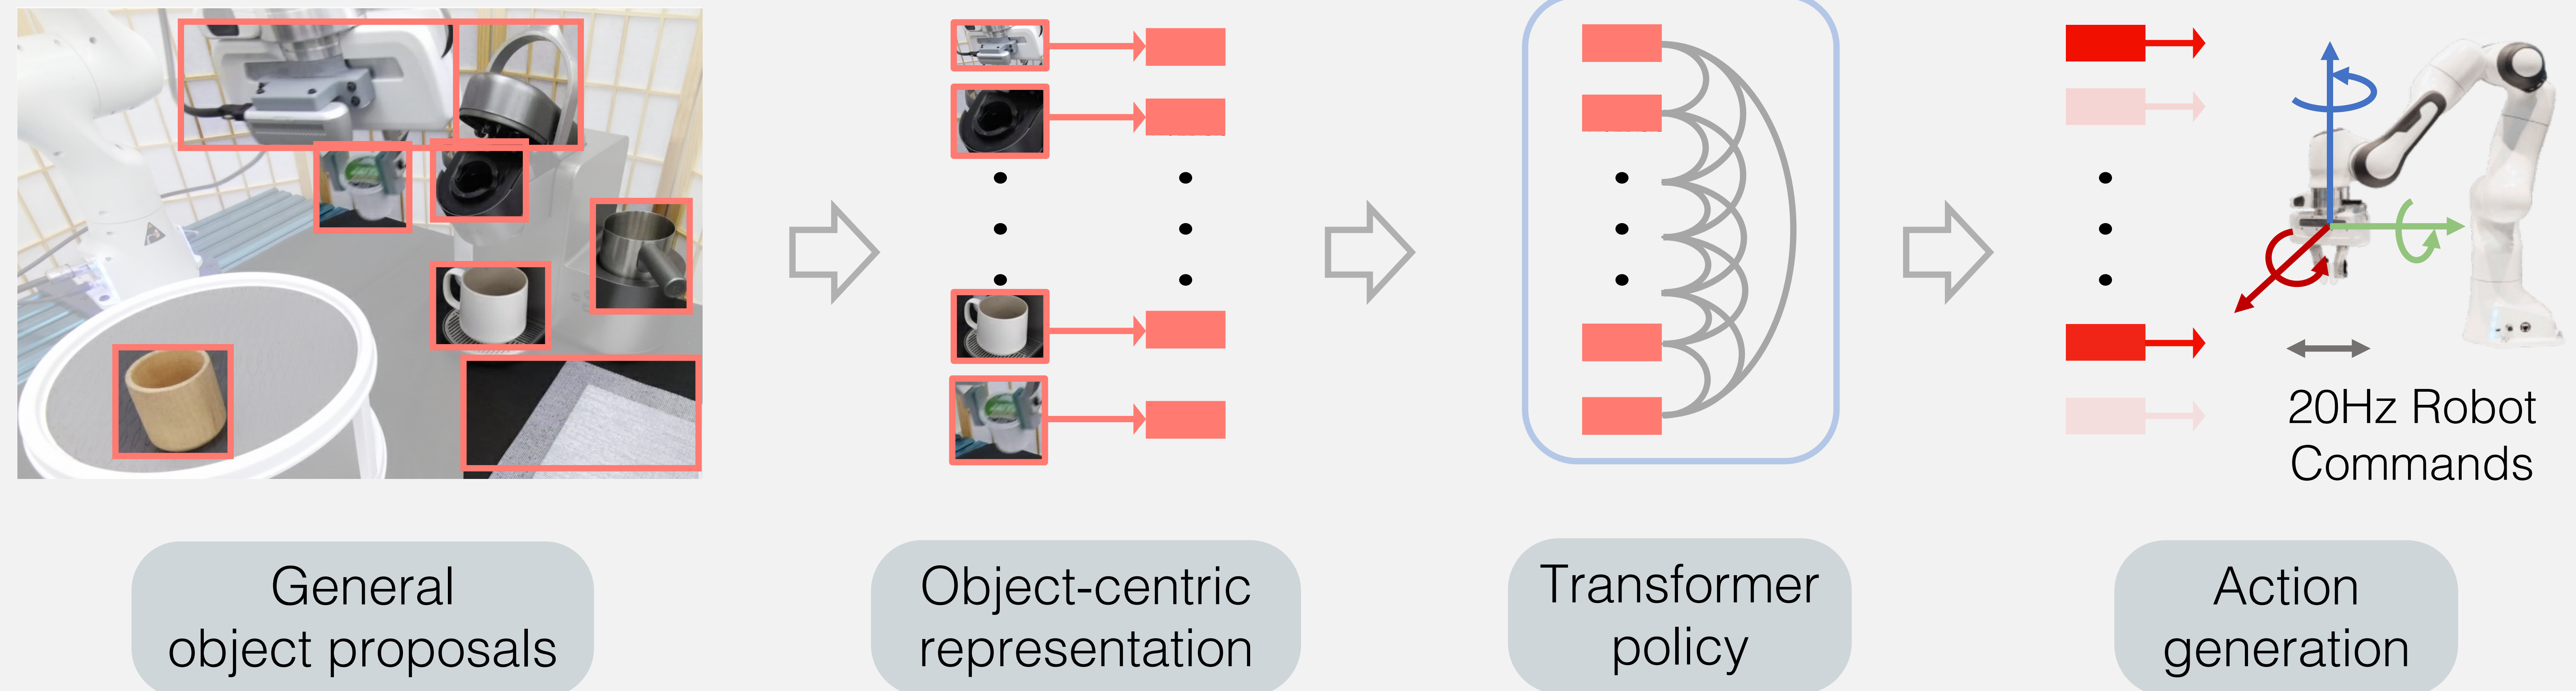 20Hz Robot
Commands
General
object proposals
Object-centric
representation
Transformer
policy
Action
generation